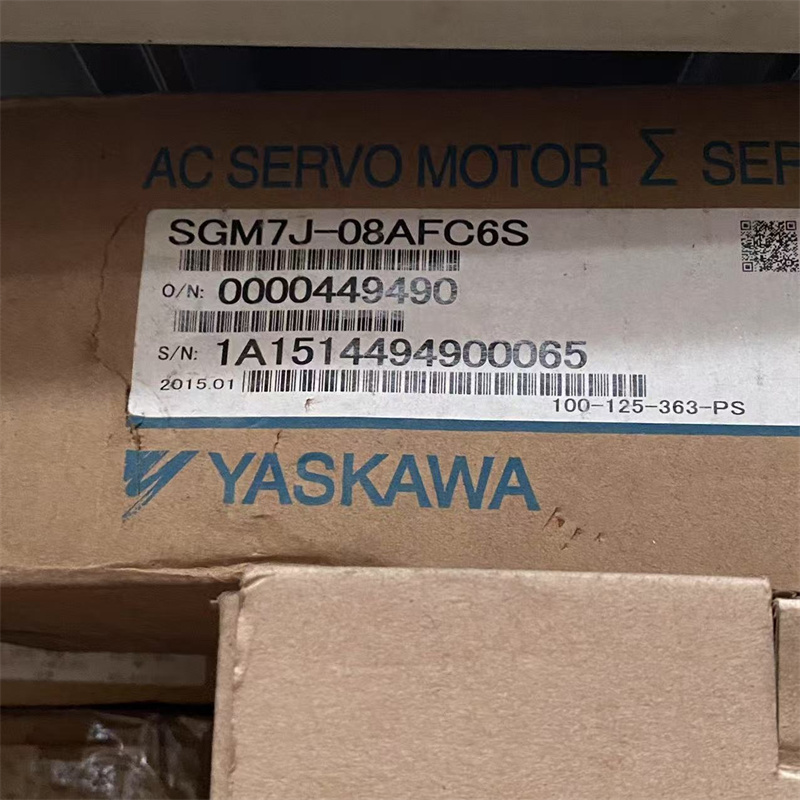 AC SERVO MOTOR Σ SER
SGM7J-08AFC6S
O/N: 0000449490
S/N: 1A1514494900065
2015.01
100-125-363-PS
YASKAWA